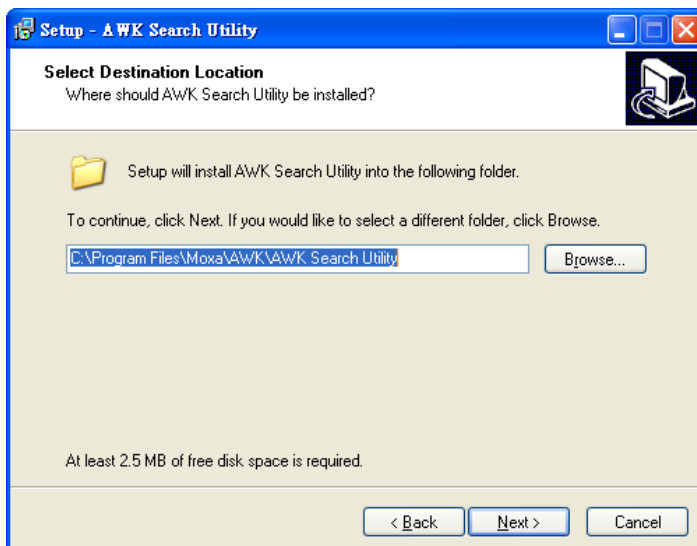 Setup - AWK Search Utility
Select Destination Location
Where should AWK Search Utility be installed?
Setup will install AWK Search Utility into the following folder.
To continue, click Next. If you would like to select a different folder, click Browse.
C:\Program Files\Moxa\AWK\AWK Search Utility
Browse...
At least 2.5 MB of free disk space is required.
< Back
Next >
Cancel